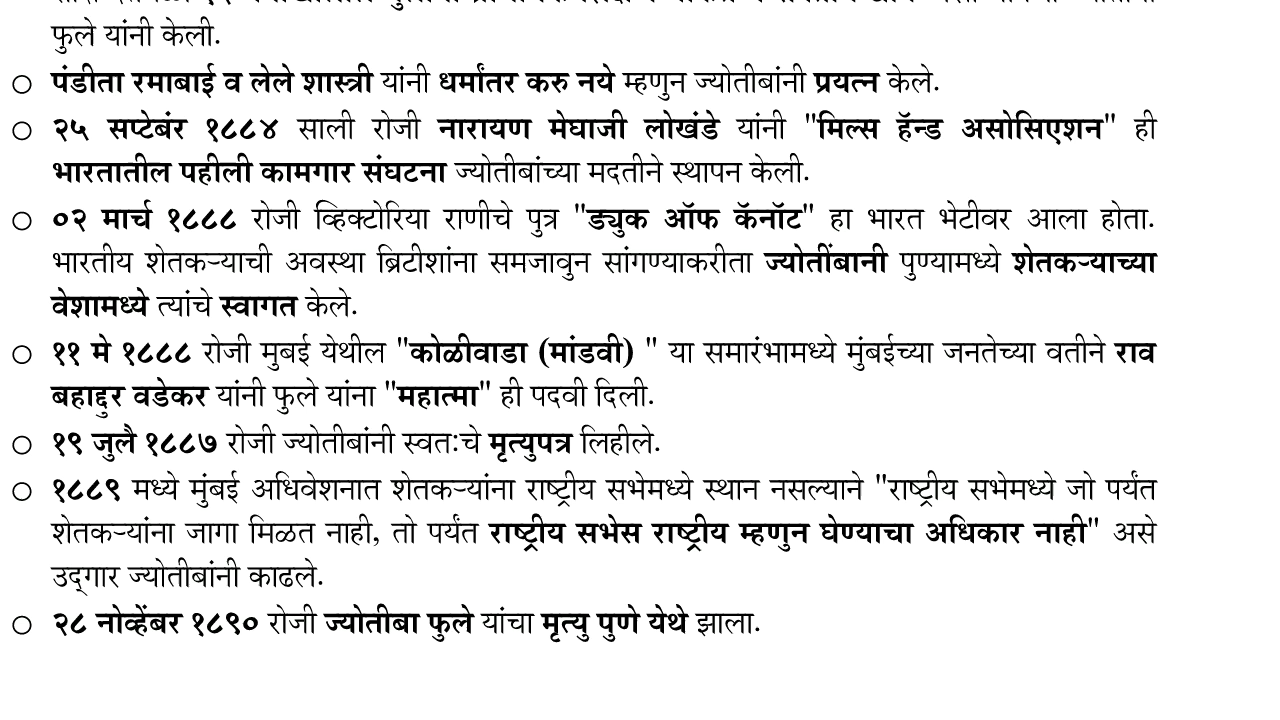 फुले यांनी केली.
○ पंडीता रमाबाई व लेले शास्त्री यांनी धर्मांतर करु नये म्हणुन ज्योतीबांनी प्रयत्न केले.
○ २५ सप्टेबंर १८८४ साली रोजी नारायण मेघाजी लोखंडे यांनी "मिल्स हॅन्ड असोसिएशन" ही
भारतातील पहीली कामगार संघटना ज्योतीबांच्या मदतीने स्थापन केली.
○ ०२ मार्च १८८८ रोजी व्हिक्टोरिया राणीचे पुत्र "ड्युक ऑफ कॅनॉट" हा भारत भेटीवर आला होता.
भारतीय शेतकऱ्याची अवस्था ब्रिटीशांना समजावुन सांगण्याकरीता ज्योतींबानी पुण्यामध्ये शेतकऱ्याच्या
वेशामध्ये त्यांचे स्वागत केले.
○ ११ मे १८८८ रोजी मुबई येथील "कोळीवाडा (मांडवी) " या समारंभामध्ये मुंबईच्या जनतेच्या वतीने राव
बहाद्दुर वडेकर यांनी फुले यांना "महात्मा" ही पदवी दिली.
○ १९ जुलै १८८७ रोजी ज्योतीबांनी स्वतःचे मृत्युपत्र लिहीले.
○ १८८९ मध्ये मुंबई अधिवेशनात शेतकऱ्यांना राष्ट्रीय सभेमध्ये स्थान नसल्याने "राष्ट्रीय सभेमध्ये जो पर्यंत
शेतकऱ्यांना जागा मिळत नाही, तो पर्यंत राष्ट्रीय सभेस राष्ट्रीय म्हणुन घेण्याचा अधिकार नाही" असे
उद्‌गार ज्योतीबांनी काढले.
○ २८ नोव्हेंबर १८९० रोजी ज्योतीबा फुले यांचा मृत्यु पुणे येथे झाला.